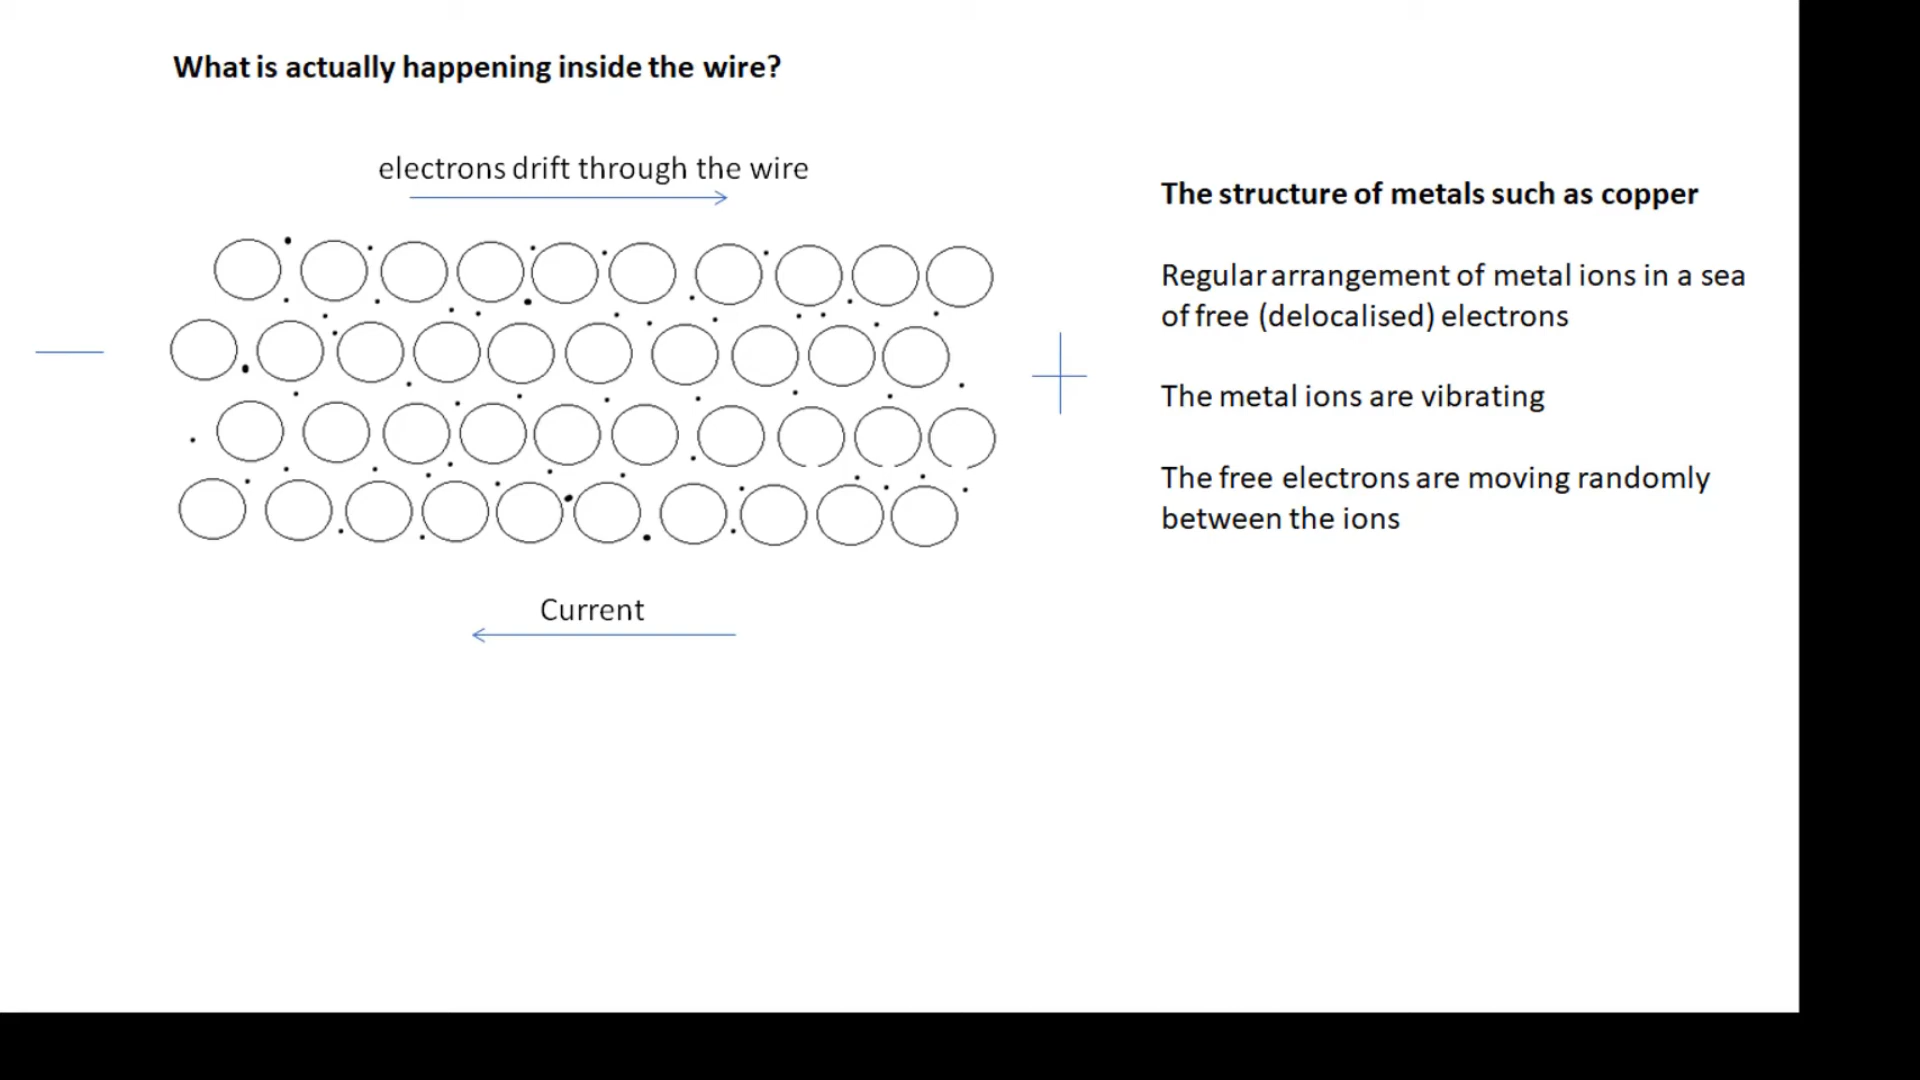 What is actually happening inside the wire?
electrons drift through the wire
Current
The structure of metals such as copper
Regular arrangement of metal ions in a sea
of free (delocalised) electrons
The metal ions are vibrating
The free electrons are moving randomly
between the ions